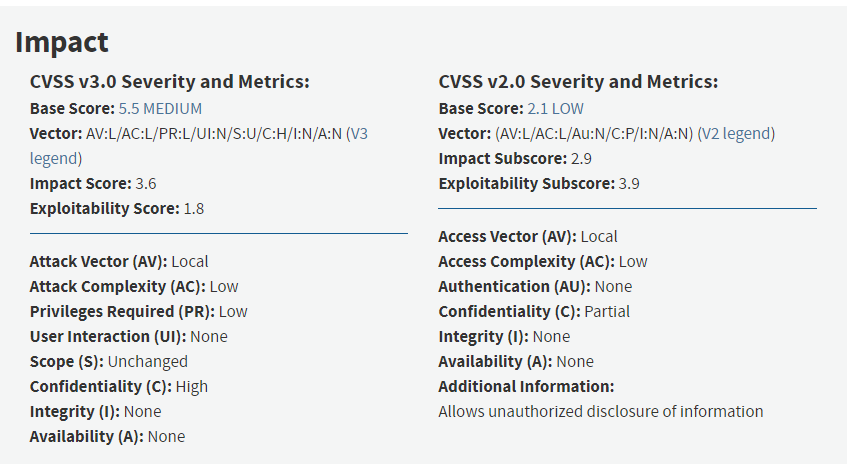 Impact
CVSS v3.0 Severity and Metrics:
Base Score: 5.5 MEDIUM
Vector: AV:L/AC:L/PR:L/UI:N/S:U/C:H/I:N/A:N (V3
legend)
Impact Score: 3.6
Exploitability Score: 1.8
Attack Vector (AV): Local
Attack Complexity (AC): Low
Privileges Required (PR): Low
User Interaction (UI): None
Scope (S): Unchanged
Confidentiality (C): High
Integrity (I): None
Availability (A): None
CVSS v2.0 Severity and Metrics:
Base Score: 2.1 LOW
Vector: (AV:L/AC:L/Au:N/C:P/I:N/A:N) (V2 legend)
Impact Subscore: 2.9
Exploitability Subscore: 3.9
Access Vector (AV): Local
Access Complexity (AC): Low
Authentication (AU): None
Confidentiality (C): Partial
Integrity (I): None
Availability (A): None
Additional Information:
Allows unauthorized disclosure of information